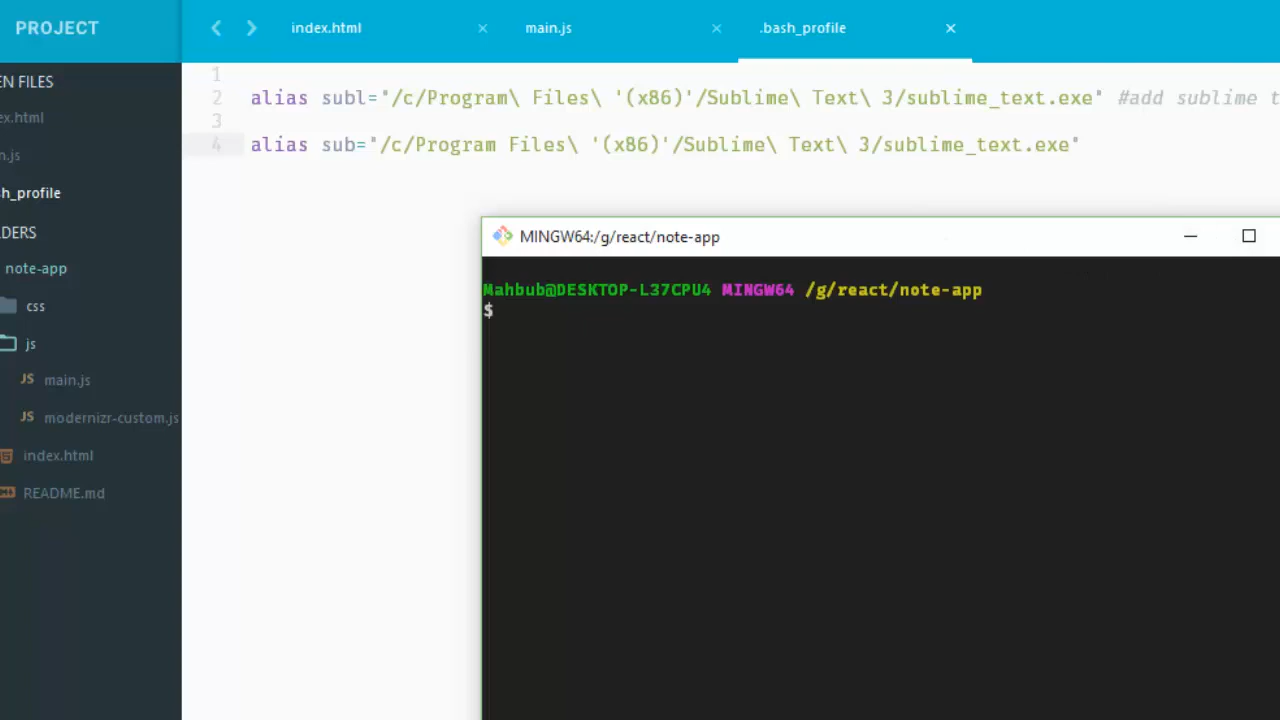 PROJECT
index.html
main.js
.bash_profile
EN FILES
ex.html
n.js
sh_profile
DERS
note-app
css
js
JS main.js
JS modernizr-custom.js
index.html
README.md
1
2 alias subl="/c/Program\ Files\ '(x86)'/Sublime\ Text\ 3/sublime_text.exe" #add sublime t
3
4 alias sub="/c/Program Files\ '(x86)'/Sublime\ Text\ 3/sublime_text.exe"
MINGW64:/g/react/note-app
Mahbub@DESKTOP-L37CPU4 MINGW64 /g/react/note-app
$